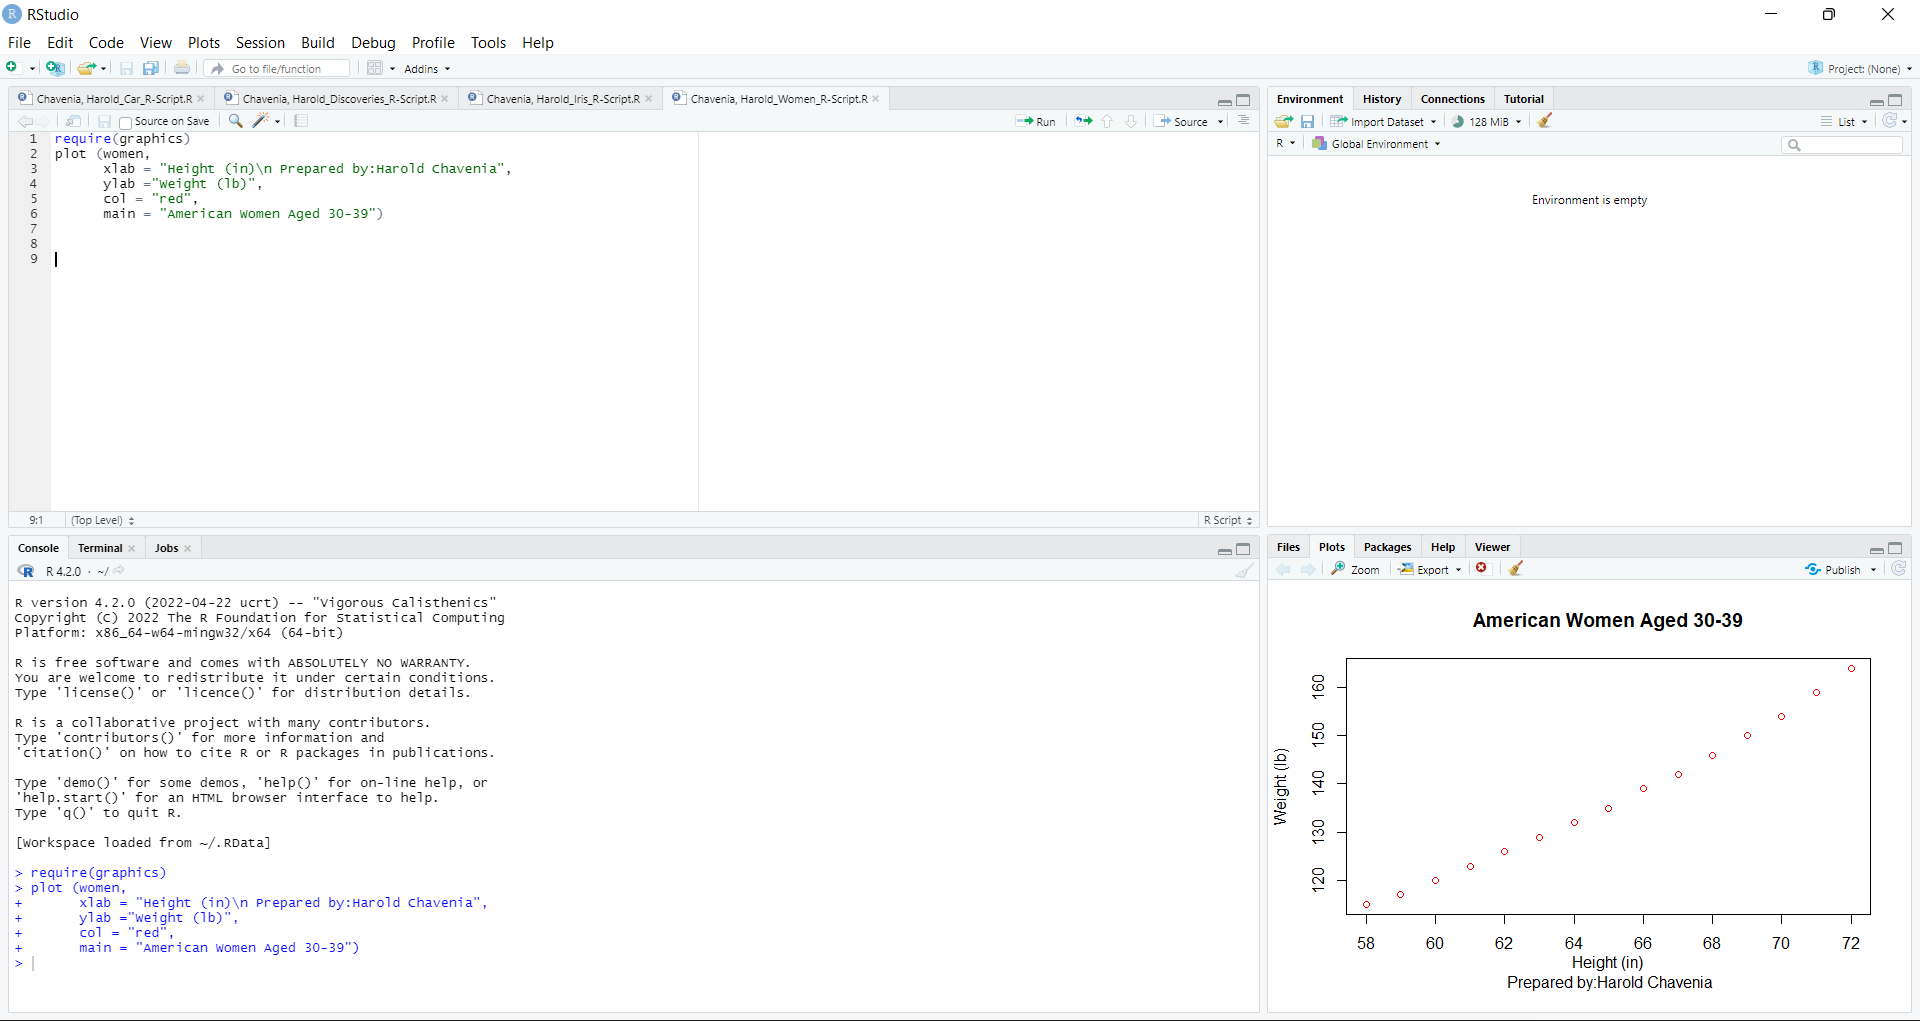 RStudio
File Edit Code View Plots Session Build Debug Profile Tools Help
Go to file/function Addins Project: (None)
Chavenia, Harold_Car_R-Script.R Chavenia, Harold_Discoveries_R-Script.R Chavenia, Harold_Iris_R-Script.R Chavenia, Harold_Women_R-Script.R
Source on Save Run Source
1 require(graphics)
2 plot (women,
3 xlab = "Height (in)\n Prepared by:Harold Chavenia",
4 ylab ="Weight (lb)",
5 col = "red",
6 main = "American Women Aged 30-39")
7
8
9
9:1 (Top Level) R Script
Environment History Connections Tutorial
Import Dataset 128 MiB List
R Global Environment
Environment is empty
Console Terminal Jobs
R 4.2.0 · ~/
R version 4.2.0 (2022-04-22 ucrt) -- "Vigorous Calisthenics"
Copyright (C) 2022 The R Foundation for Statistical Computing
Platform: x86_64-w64-mingw32/x64 (64-bit)
R is free software and comes with ABSOLUTELY NO WARRANTY.
You are welcome to redistribute it under certain conditions.
Type 'license()' or 'licence()' for distribution details.
R is a collaborative project with many contributors.
Type 'contributors()' for more information and
'citation()' on how to cite R or R packages in publications.
Type 'demo()' for some demos, 'help()' for on-line help, or
'help.start()' for an HTML browser interface to help.
Type 'q()' to quit R.
[Workspace loaded from ~/.RData]
> require(graphics)
> plot (women,
+ xlab = "Height (in)\n Prepared by:Harold Chavenia",
+ ylab ="Weight (lb)",
+ col = "red",
+ main = "American Women Aged 30-39")
>
Files Plots Packages Help Viewer
Zoom Export Publish
American Women Aged 30-39
Weight (lb)
160
150
140
130
120
58 60 62 64 66 68 70 72
Height (in)
Prepared by:Harold Chavenia